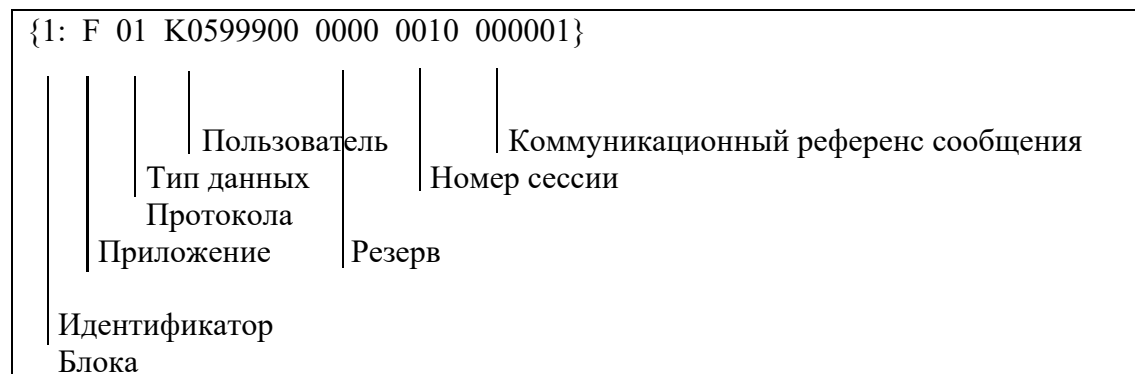 {1: F 01 K0599900 0000 0010 000001}
Пользователь Коммуникационный референс сообщения
Тип данных Номер сессии
Протокола
Приложение Резерв
Идентификатор
Блока